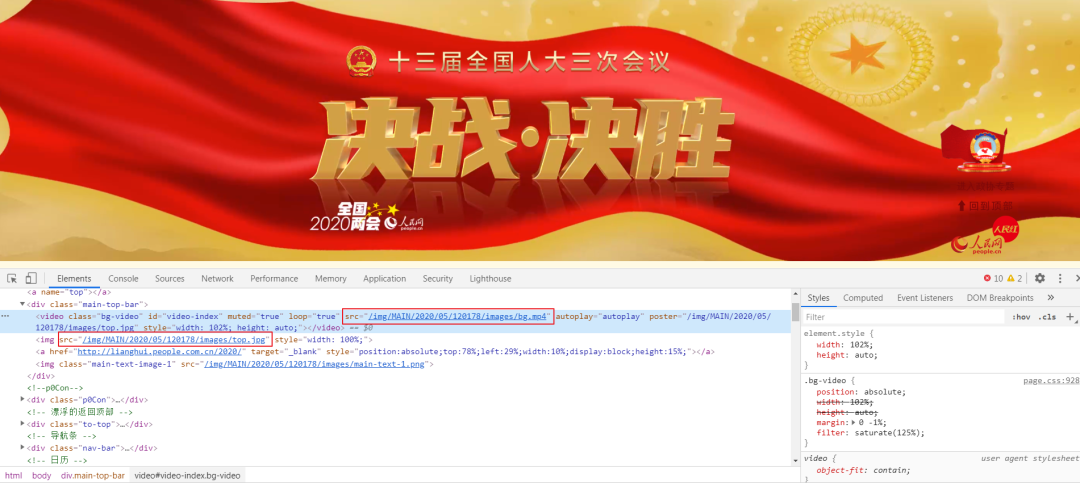 十三届全国人大三次会议
决战·决胜
进入政协专题
回到顶部
全国
2020两会
人民网
people.cn
人民红
人民网
people.cn
Elements Console Sources Network Performance Memory Application Security Lighthouse 10 2
<a name="top"></a>
▼<div class="main-top-bar">
··· <video class="bg-video" id="video-index" muted="true" loop="true" src="/img/MAIN/2020/05/120178/images/bg.mp4" autoplay="autoplay" poster="/img/MAIN/2020/05/
120178/images/top.jpg" style="width: 102%; height: auto;"></video> == $0
<img src="/img/MAIN/2020/05/120178/images/top.jpg" style="width: 100%;">
<a href="http://lianghui.people.com.cn/2020/" target="_blank" style="position:absolute;top:78%;left:29%;width:10%;display:block;height:15%;"></a>
<img class="main-text-image-1" src="/img/MAIN/2020/05/120178/images/main-text-1.png">
</div>
<!--p0Con-->
▶<div class="p0Con">…</div>
<!-- 漂浮的返回顶部 -->
▶<div class="to-top">…</div>
<!-- 导航条 -->
▶<div class="nav-bar">…</div>
<!-- 日历 -->
html body div.main-top-bar video#video-index.bg-video
Styles Computed Event Listeners DOM Breakpoints »
Filter :hov .cls +
element.style {
width: 102%;
height: auto;
}
.bg-video { page.css:928
position: absolute;
width: 102%;
height: auto;
margin:▶ 0 -1%;
filter: saturate(125%);
}
video { user agent stylesheet
object-fit: contain;
}